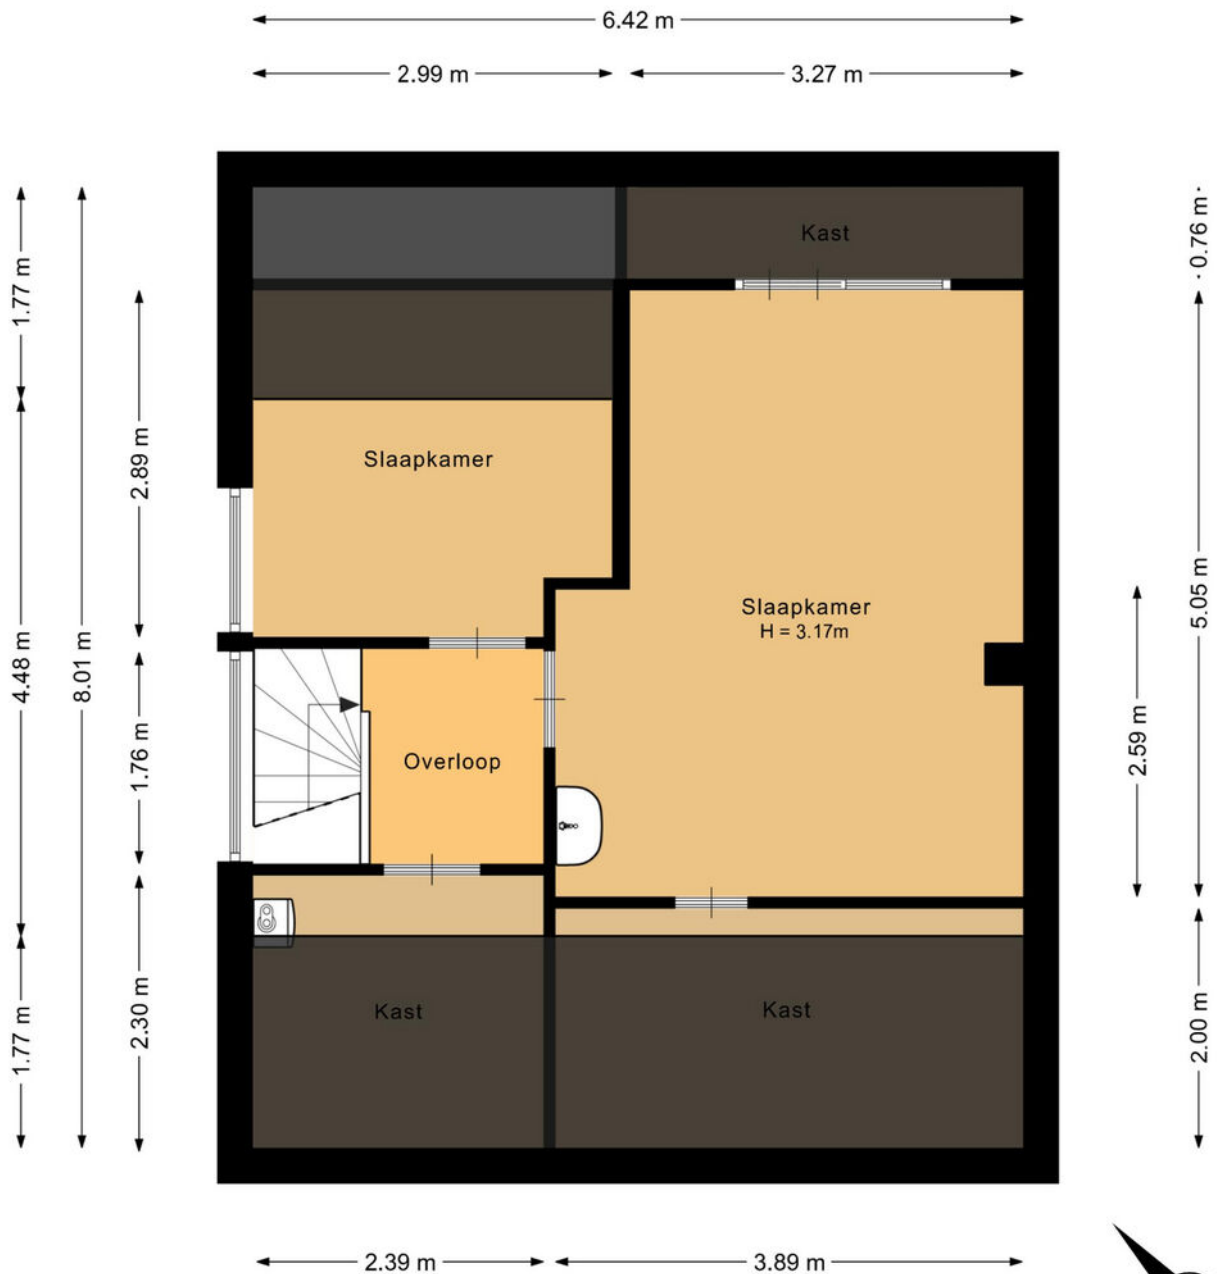 6.42 m
2.99 m
3.27 m
1.77 m
8.01 m
2.89 m
4.48 m
1.76 m
1.77 m
2.30 m
Kast
Slaapkamer
Slaapkamer
H = 3.17m
Overloop
Kast
Kast
0.76 m
5.05 m
2.59 m
2.00 m
2.39 m
3.89 m